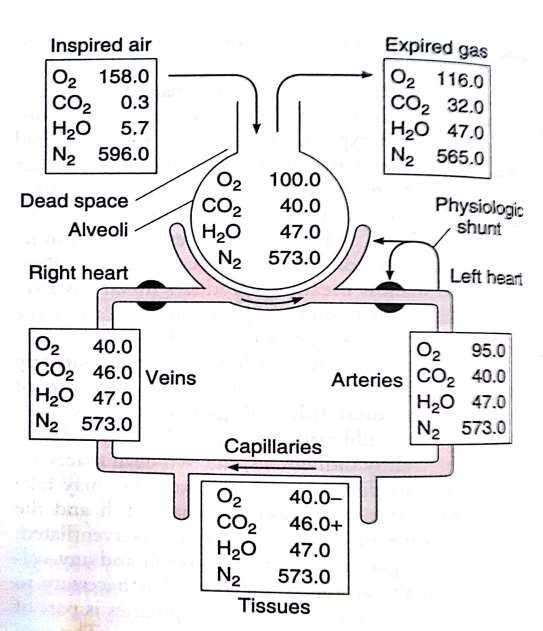 Inspired air
O2 158.0
CO2 0.3
H2O 5.7
N2 596.0
Expired gas
O2 116.0
CO2 32.0
H2O 47.0
N2 565.0
Dead space
Alveoli
O2 100.0
CO2 40.0
H2O 47.0
N2 573.0
Physiologic
shunt
Right heart
Left heart
O2 40.0
CO2 46.0
H2O 47.0
N2 573.0
Veins
Arteries
O2 95.0
CO2 40.0
H2O 47.0
N2 573.0
Capillaries
O2 40.0–
CO2 46.0+
H2O 47.0
N2 573.0
Tissues